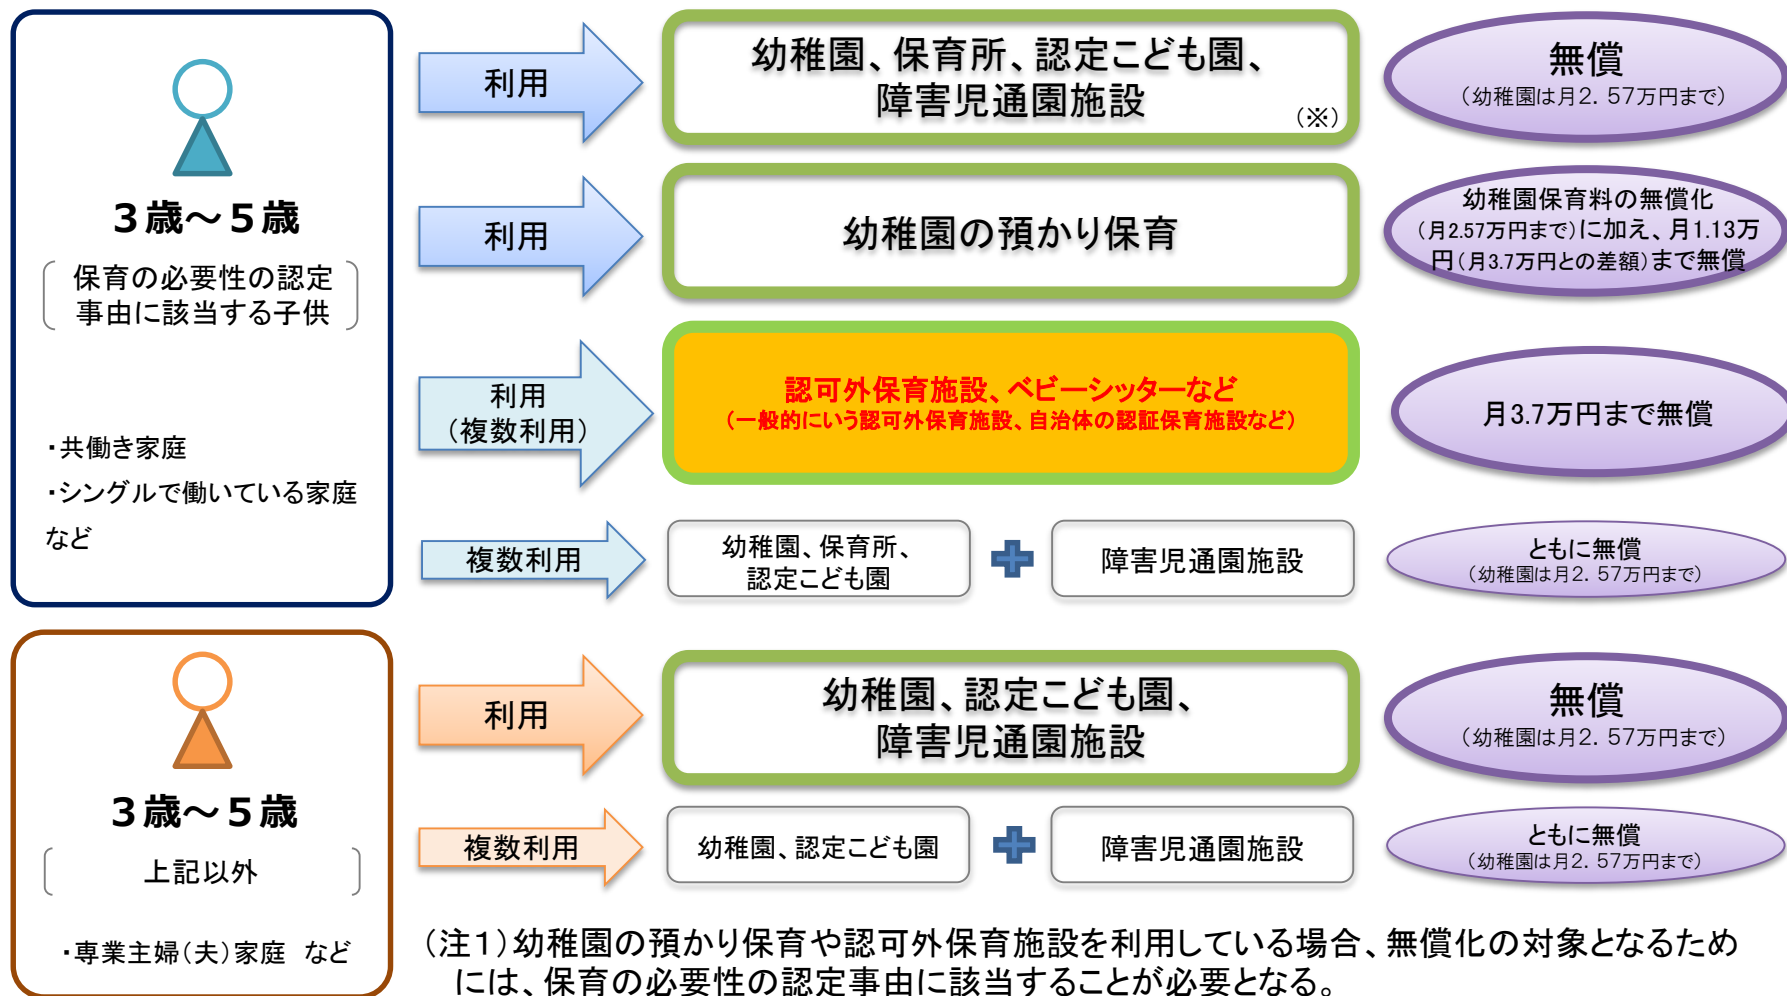 3歳～5歳
保育の必要性の認定
事由に該当する子供
・共働き家庭
・シングルで働いている家庭
など
利用
幼稚園、保育所、認定こども園、
障害児通園施設
（※）
無償
（幼稚園は月2．57万円まで）
利用
幼稚園の預かり保育
幼稚園保育料の無償化
（月2.57万円まで）に加え、月1.13万
円（月3.7万円との差額）まで無償
利用
（複数利用）
認可外保育施設、ベビーシッターなど
（一般的にいう認可外保育施設、自治体の認証保育施設など）
月3.7万円まで無償
複数利用
幼稚園、保育所、
認定こども園
障害児通園施設
ともに無償
（幼稚園は月2．57万円まで）
3歳～5歳
上記以外
・専業主婦（夫）家庭　など
利用
幼稚園、認定こども園、
障害児通園施設
無償
（幼稚園は月2．57万円まで）
複数利用
幼稚園、認定こども園
障害児通園施設
ともに無償
（幼稚園は月2．57万円まで）
（注1）幼稚園の預かり保育や認可外保育施設を利用している場合、無償化の対象となるため
には、保育の必要性の認定事由に該当することが必要となる。